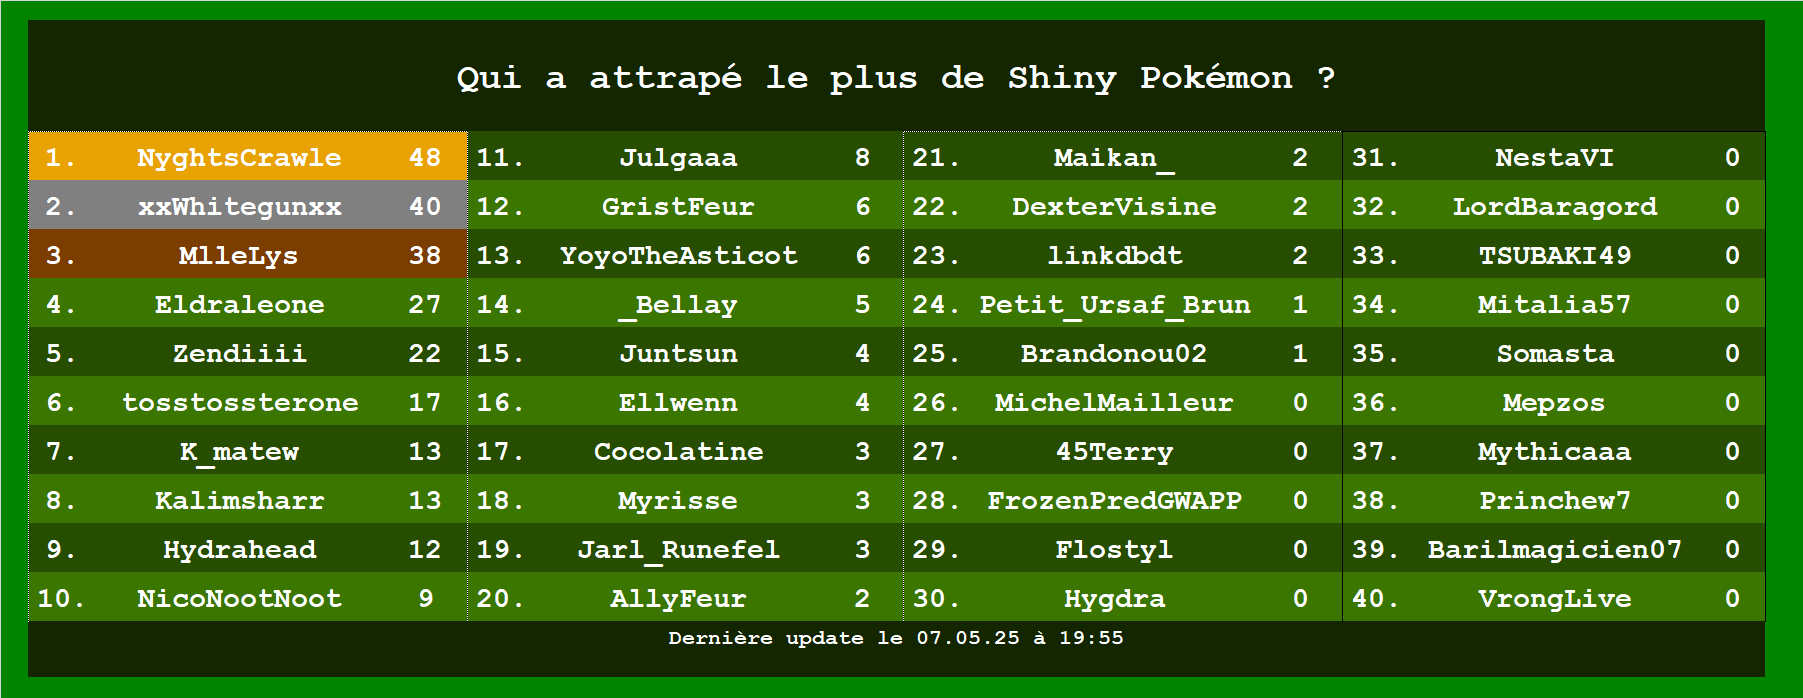 Qui a attrapé le plus de Shiny Pokémon ?
1. NyghtsCrawle 48 11. Julgaaa 8 21. Maikan_ 2 31. NestaVI 0
2. xxWhitegunxx 40 12. GristFeur 6 22. DexterVisine 2 32. LordBaragord 0
3. MlleLys 38 13. YoyoTheAsticot 6 23. linkdbdt 2 33. TSUBAKI49 0
4. Eldraleone 27 14. _Bellay 5 24. Petit_Ursaf_Brun 1 34. Mitalia57 0
5. Zendiiii 22 15. Juntsun 4 25. Brandonou02 1 35. Somasta 0
6. tosstossterone 17 16. Ellwenn 4 26. MichelMailleur 0 36. Mepzos 0
7. K_matew 13 17. Cocolatine 3 27. 45Terry 0 37. Mythicaaa 0
8. Kalimsharr 13 18. Myrisse 3 28. FrozenPredGWAPP 0 38. Princhew7 0
9. Hydrahead 12 19. Jarl_Runefel 3 29. Flostyl 0 39. Barilmagicien07 0
10. NicoNootNoot 9 20. AllyFeur 2 30. Hygdra 0 40. VrongLive 0
Dernière update le 07.05.25 à 19:55